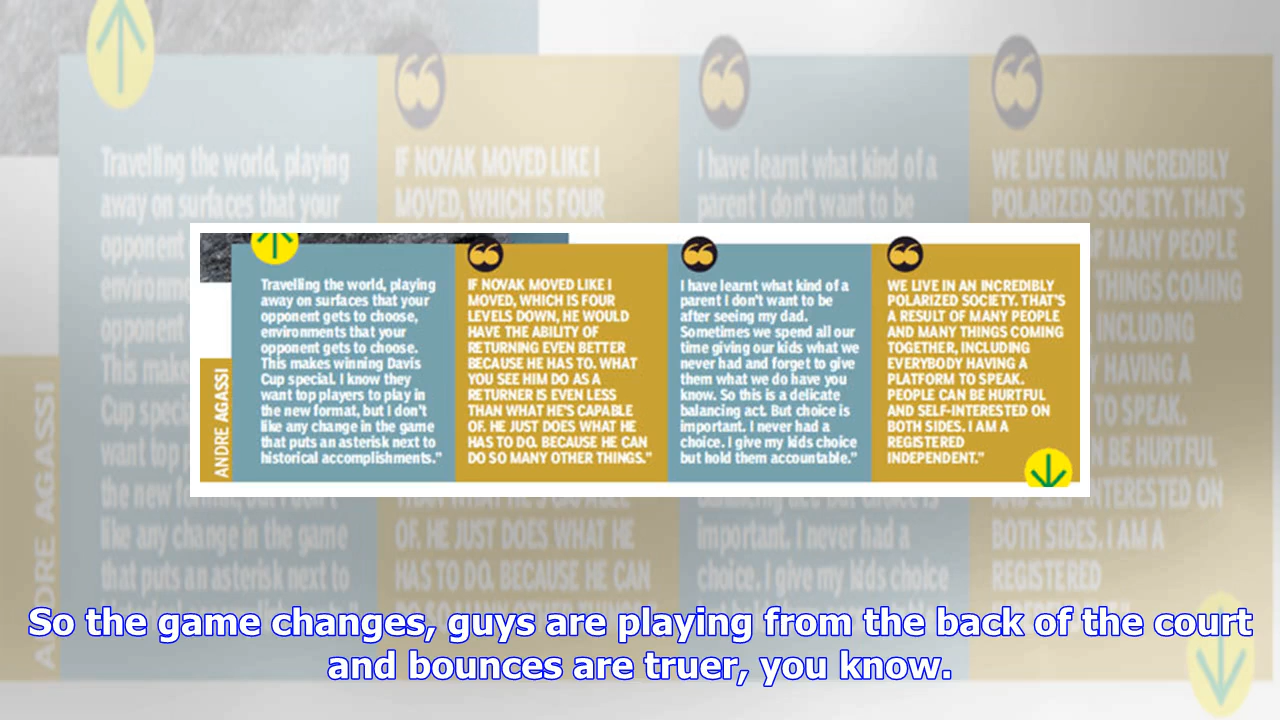 ANDRE AGASSI
Travelling the world, playing
away on surfaces that your
opponent gets to choose,
environments that your
opponent gets to choose.
This makes winning Davis
Cup special. I know they
want top players to play in
the new format, but I don't
like any change in the game
that puts an asterisk next to
historical accomplishments."
IF NOVAK MOVED LIKE I
MOVED, WHICH IS FOUR
LEVELS DOWN, HE WOULD
HAVE THE ABILITY OF
RETURNING EVEN BETTER
BECAUSE HE HAS TO. WHAT
YOU SEE HIM DO AS A
RETURNER IS EVEN LESS
THAN WHAT HE'S CAPABLE
OF. HE JUST DOES WHAT HE
HAS TO DO. BECAUSE HE CAN
DO SO MANY OTHER THINGS."
I have learnt what kind of a
parent I don't want to be
after seeing my dad.
Sometimes we spend all our
time giving our kids what we
never had and forget to give
them what we do have you
know. So this is a delicate
balancing act. But choice is
important. I never had a
choice. I give my kids choice
but hold them accountable."
WE LIVE IN AN INCREDIBLY
POLARIZED SOCIETY. THAT'S
A RESULT OF MANY PEOPLE
AND MANY THINGS COMING
TOGETHER, INCLUDING
EVERYBODY HAVING A
PLATFORM TO SPEAK.
PEOPLE CAN BE HURTFUL
AND SELF-INTERESTED ON
BOTH SIDES. I AM A
REGISTERED
INDEPENDENT."
So the game changes, guys are playing from the back of the court
and bounces are truer, you know.